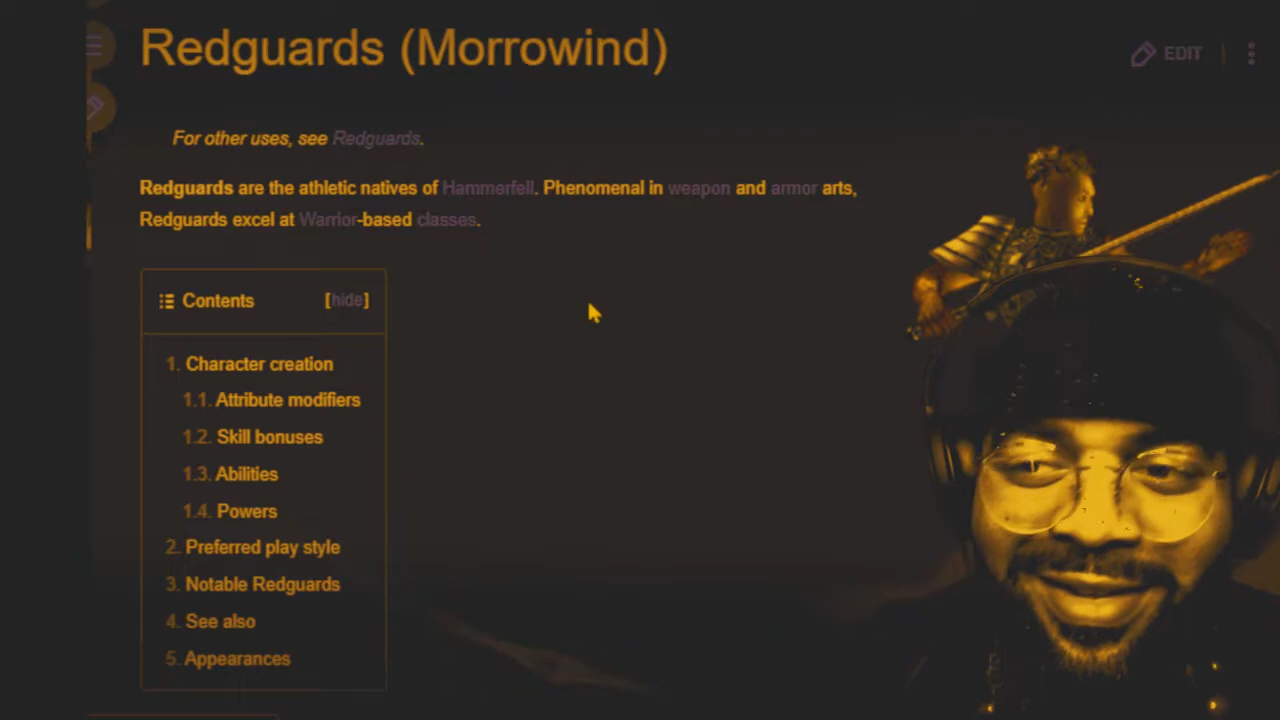 Redguards (Morrowind)
EDIT
For other uses, see Redguards.
Redguards are the athletic natives of Hammerfell. Phenomenal in weapon and armor arts,
Redguards excel at Warrior-based classes.
Contents [hide]
1. Character creation
1.1. Attribute modifiers
1.2. Skill bonuses
1.3. Abilities
1.4. Powers
2. Preferred play style
3. Notable Redguards
4. See also
5. Appearances